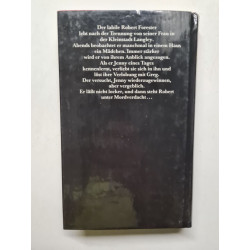 Der labile Robert Forester
lebt nach der Trennung von seiner Frau in
der Kleinstadt Langley.
Abends beobachtet er manchmal in einem Haus
ein Mädchen. Immer stärker
wird er von ihrem Anblick angezogen.
Als er Jenny eines Tages
kennenlernt, verliebt sie sich in ihn und
löst ihre Verlobung mit Greg.
Der versucht, Jenny wiederzugewinnen,
aber vergeblich.
Er läßt nicht locker, und dann steht Robert
unter Mordverdacht . . .